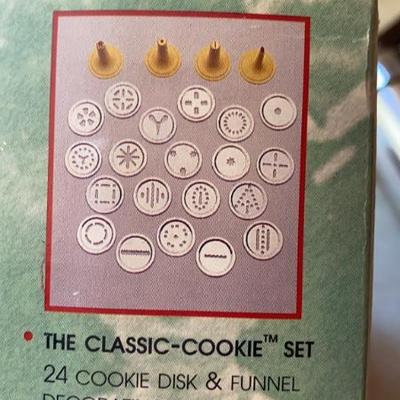 • THE CLASSIC-COOKIE™ SET
24 COOKIE DISK & FUNNEL